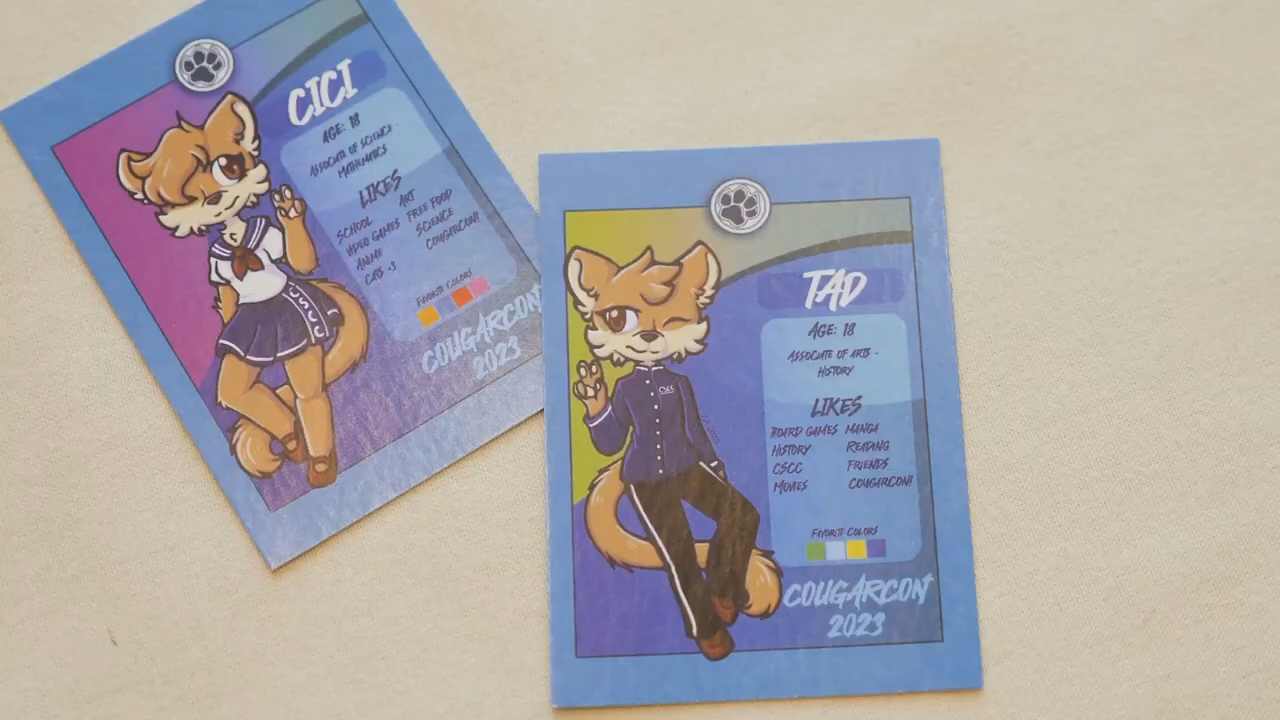 CICI
AGE: 18
ASSOCIATE OF SCIENCE -
MATHEMATICS
LIKES
SCHOOL ART
VIDEO GAMES FREE FOOD
ANIME SCIENCE
CATS :3 COUGARCON!
FAVORITE COLORS
COUGARCON
2023
CSCC
TAD
AGE: 18
ASSOCIATE OF ARTS -
HISTORY
LIKES
BOARD GAMES MANGA
HISTORY READING
CSCC FRIENDS
MOVIES COUGARCON!
FAVORITE COLORS
COUGARCON
2023
CSCC